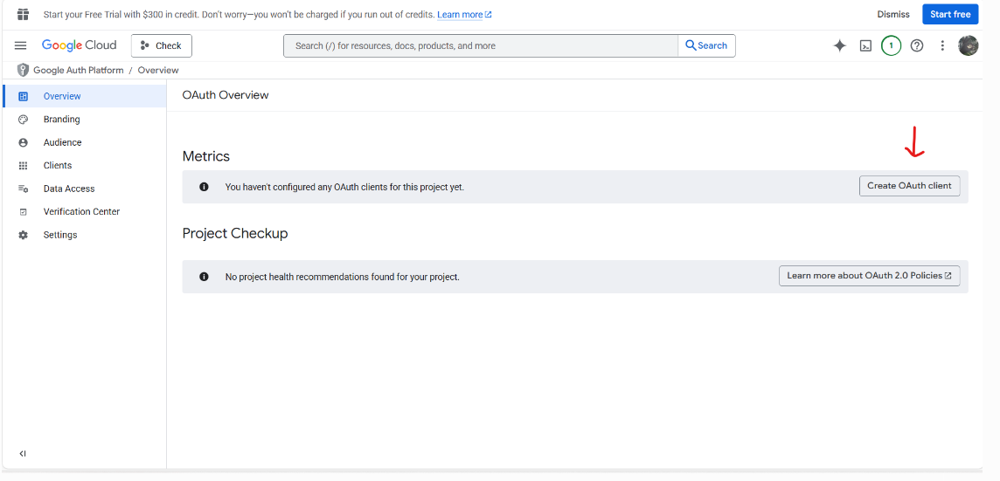 Start your Free Trial with $300 in credit. Don’t worry—you won’t be charged if you run out of credits. Learn more
Dismiss
Start free
Google Cloud
Check
Search (/) for resources, docs, products, and more
Search
1
Google Auth Platform / Overview
Overview
Branding
Audience
Clients
Data Access
Verification Center
Settings
OAuth Overview
Metrics
You haven't configured any OAuth clients for this project yet.
Create OAuth client
Project Checkup
No project health recommendations found for your project.
Learn more about OAuth 2.0 Policies